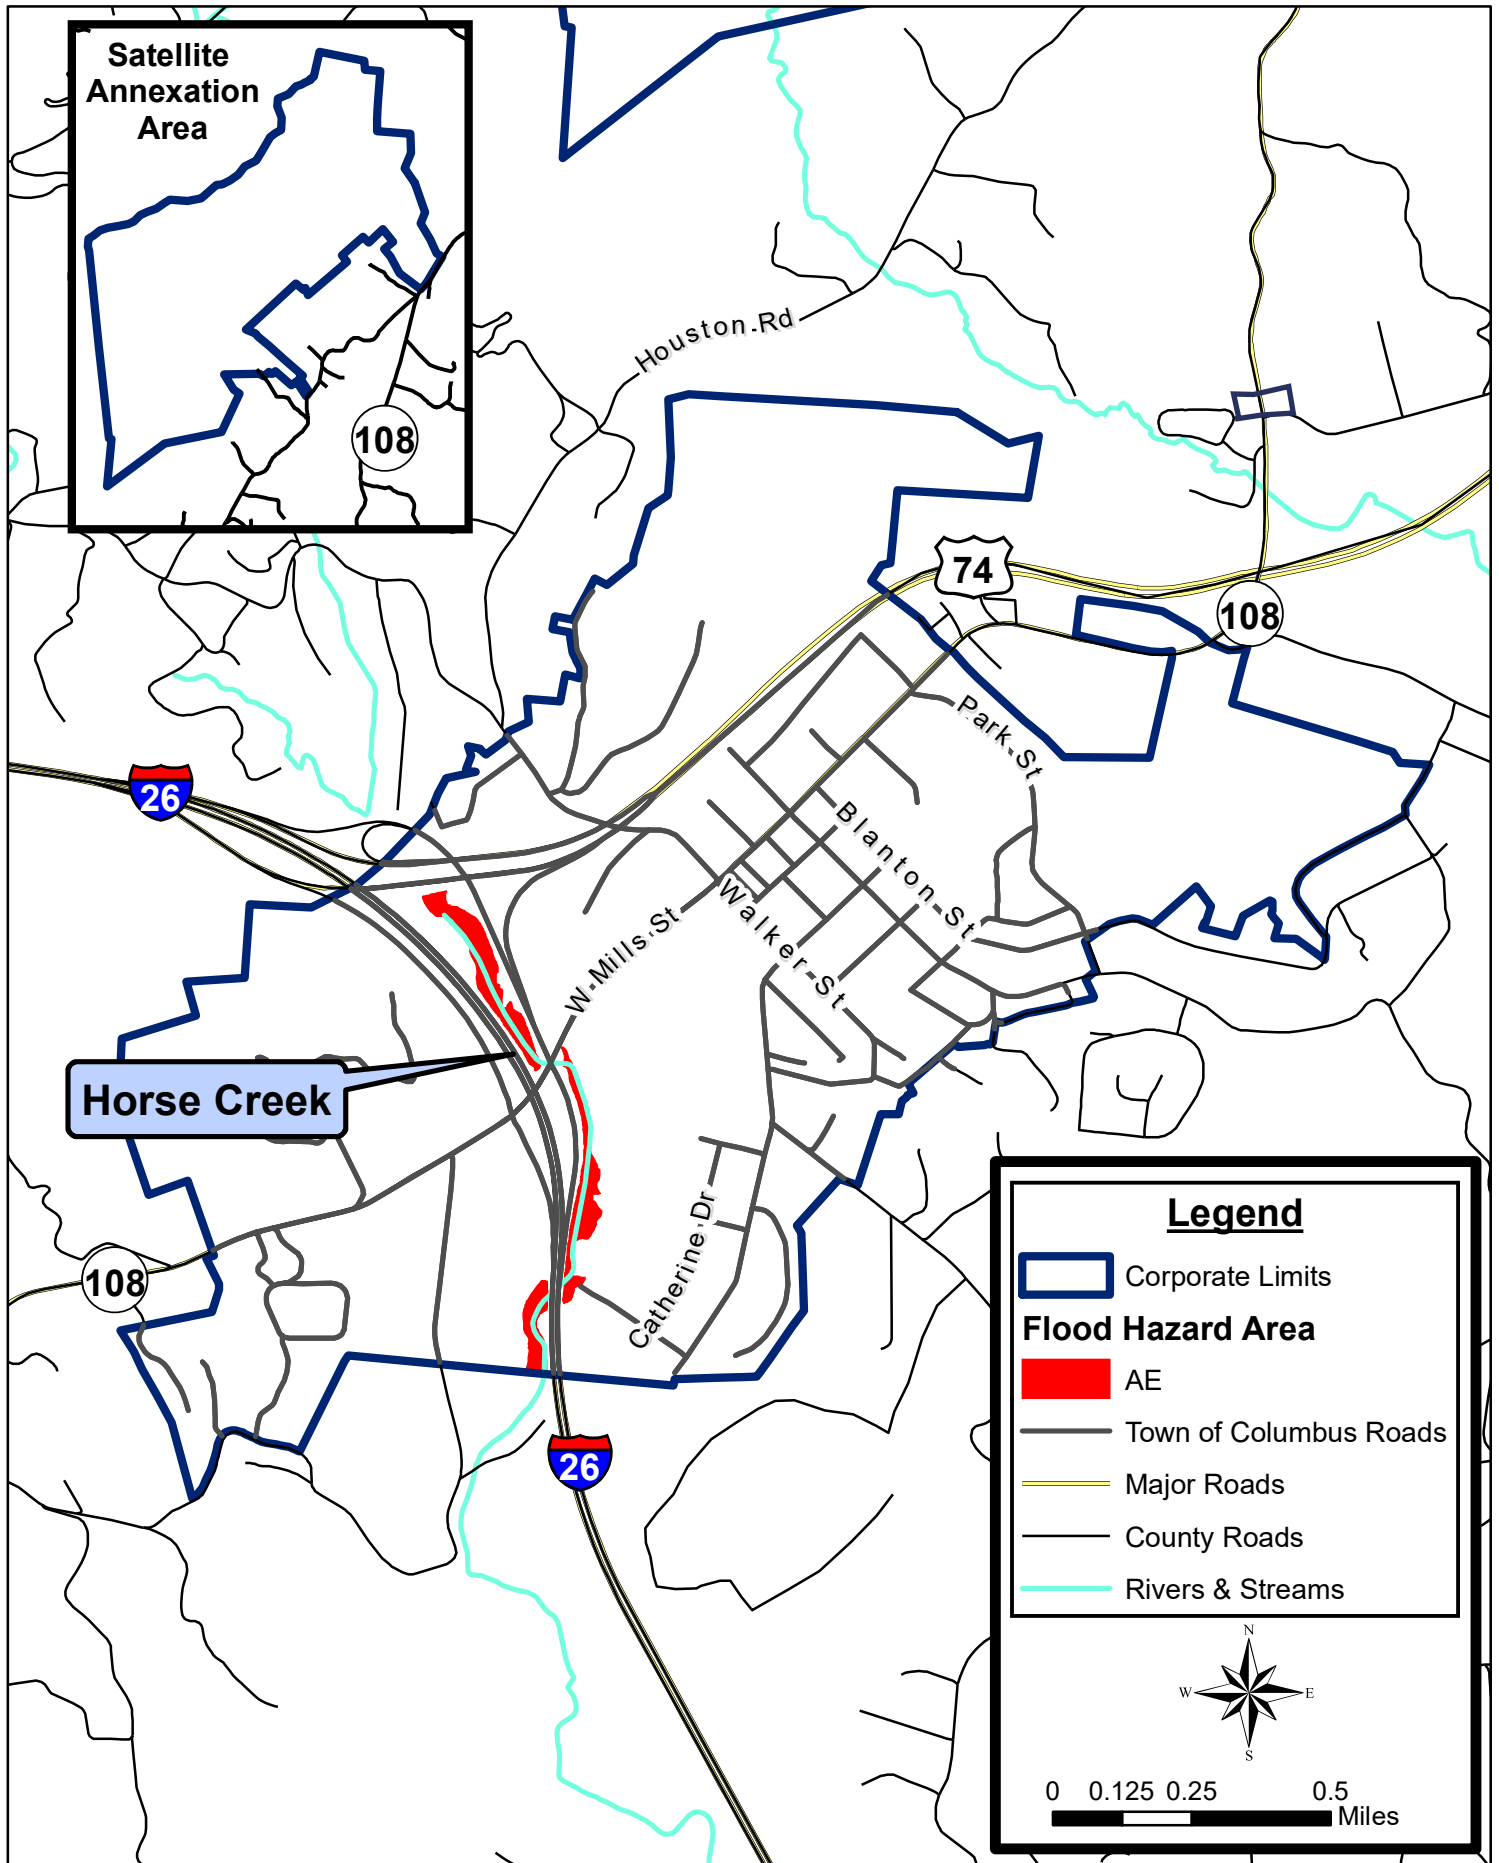 Satellite
Annexation
Area
108
Houston Rd
74
108
Park St
26
Blanton St
Walker St
W Mills St
Horse Creek
Catherine Dr
108
26
Legend
Corporate Limits
Flood Hazard Area
AE
Town of Columbus Roads
Major Roads
County Roads
Rivers & Streams
N
W E
S
0 0.125 0.25 0.5
Miles